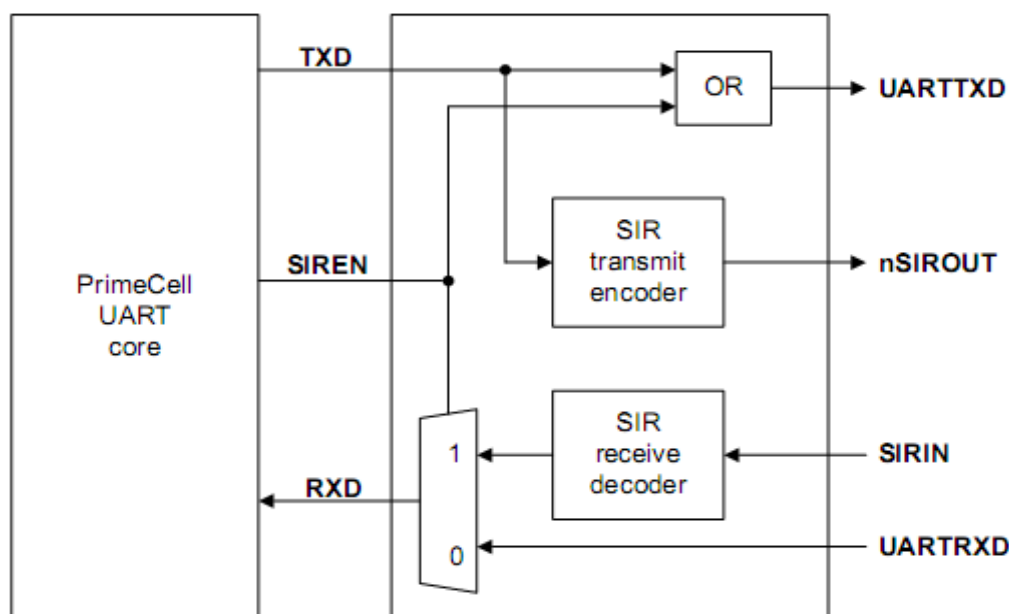 TXD
OR
UARTTXD
SIREN
SIR
transmit
encoder
nSIROUT
PrimeCell
UART
core
SIR
receive
decoder
1
SIRIN
RXD
0
UARTRXD